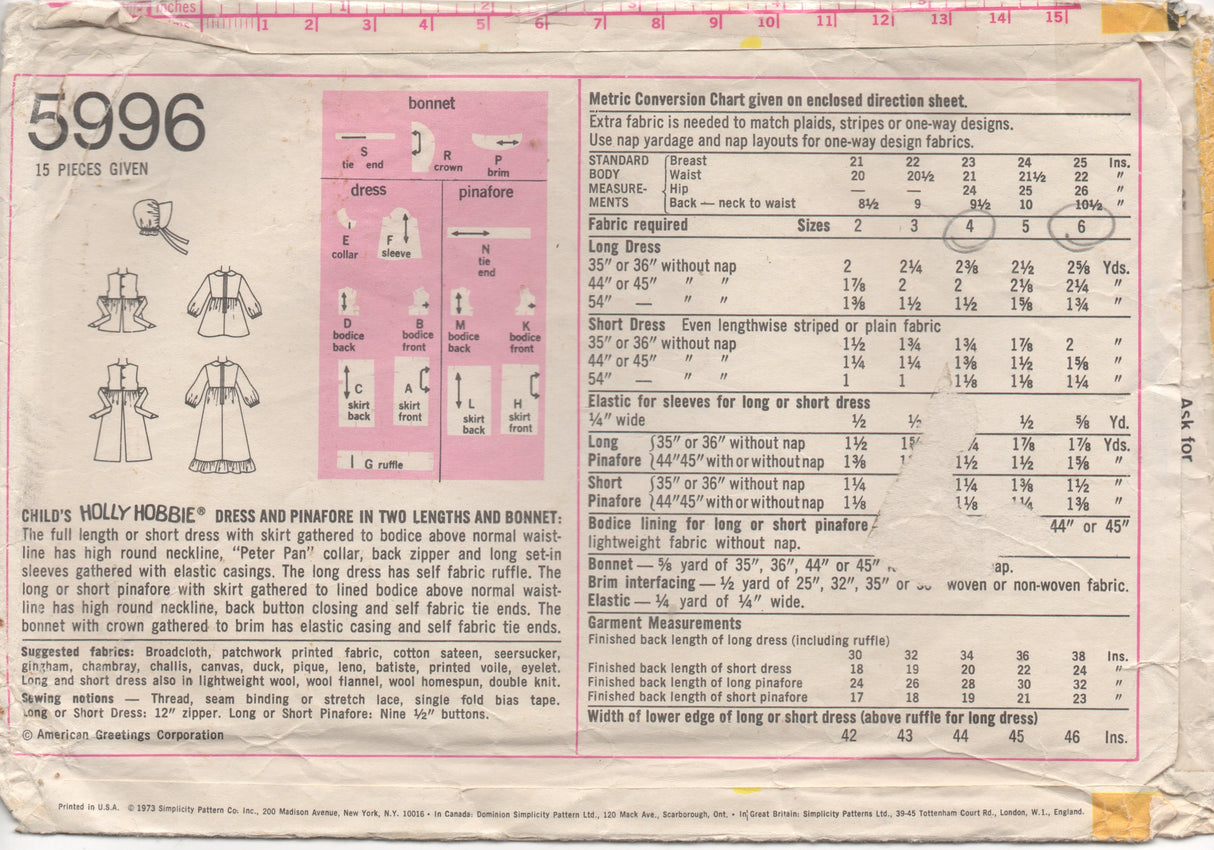 inches
1 2 3 4 5 6 7 8 9 10 11 12 13 14 15
5996
15 PIECES GIVEN
bonnet
S
tie end
R
crown
P
brim
dress
pinafore
E
collar
F
sleeve
N
tie
end
D
bodice
back
B
bodice
front
M
bodice
back
K
bodice
front
C
skirt
back
A
skirt
front
L
skirt
back
H
skirt
front
G ruffle
CHILD'S HOLLY HOBBIE® DRESS AND PINAFORE IN TWO LENGTHS AND BONNET:
The full length or short dress with skirt gathered to bodice above normal waist-
line has high round neckline, "Peter Pan" collar, back zipper and long set-in
sleeves gathered with elastic casings. The long dress has self fabric ruffle. The
long or short pinafore with skirt gathered to lined bodice above normal waist-
line has high round neckline, back button closing and self fabric tie ends. The
bonnet with crown gathered to brim has elastic casing and self fabric tie ends.
Suggested fabrics: Broadcloth, patchwork printed fabric, cotton sateen, seersucker,
gingham, chambray, challis, canvas, duck, pique, leno, batiste, printed voile, eyelet.
Long and short dress also in lightweight wool, wool flannel, wool homespun, double knit.
Sewing notions — Thread, seam binding or stretch lace, single fold bias tape.
Long or Short Dress: 12" zipper. Long or Short Pinafore: Nine ½" buttons.
© American Greetings Corporation
Metric Conversion Chart given on enclosed direction sheet.
Extra fabric is needed to match plaids, stripes or one-way designs.
Use nap yardage and nap layouts for one-way design fabrics.
STANDARD Breast 21 22 23 24 25 Ins.
BODY Waist 20 20½ 21 21½ 22 "
MEASURE- Hip — — 24 25 26 "
MENTS Back — neck to waist 8½ 9 9½ 10 10½ "
Fabric required Sizes 2 3 4 5 6
Long Dress
35" or 36" without nap 2 2¼ 2⅜ 2½ 2⅝ Yds.
44" or 45" " " 1⅞ 2 2 2⅛ 2¼ "
54" — " " 1⅜ 1½ 1½ 1⅝ 1¾ "
Short Dress Even lengthwise striped or plain fabric
35" or 36" without nap 1½ 1¾ 1¾ 1⅞ 2 "
44" or 45" " " 1¼ 1¼ 1⅜ 1½ 1⅝ "
54" — " " 1 1 1⅛ 1⅛ 1¼ "
Elastic for sleeves for long or short dress
¼" wide ½ ½ ½ ⅝ Yd.
Long 35" or 36" without nap 1½ 1⅞ 1⅞ Yds.
Pinafore 44"45" with or without nap 1⅜ 1½ 1½ 1⅝ "
Short 35" or 36" without nap 1¼ 1¼ 1⅜ 1½ "
Pinafore 44"45" with or without nap 1⅛ 1⅛ 1¼ 1⅜ "
Bodice lining for long or short pinafore 44" or 45"
lightweight fabric without nap.
Bonnet — ⅝ yard of 35", 36", 44" or 45"
Brim interfacing — ½ yard of 25", 32", 35" or woven or non-woven fabric.
Elastic — ¼ yard of ¼" wide.
Garment Measurements
Finished back length of long dress (including ruffle)
30 32 34 36 38 Ins.
Finished back length of short dress 18 19 20 22 24 "
Finished back length of long pinafore 24 26 28 30 32 "
Finished back length of short pinafore 17 18 19 21 23 "
Width of lower edge of long or short dress (above ruffle for long dress)
42 43 44 45 46 Ins.
Ask for
Printed in U.S.A. © 1973 Simplicity Pattern Co. Inc., 200 Madison Avenue, New York, N.Y. 10016 • In Canada: Dominion Simplicity Pattern Ltd., 120 Mack Ave., Scarborough, Ont. • In Great Britain: Simplicity Patterns Ltd., 39-45 Tottenham Court Rd., London, W.1., England.